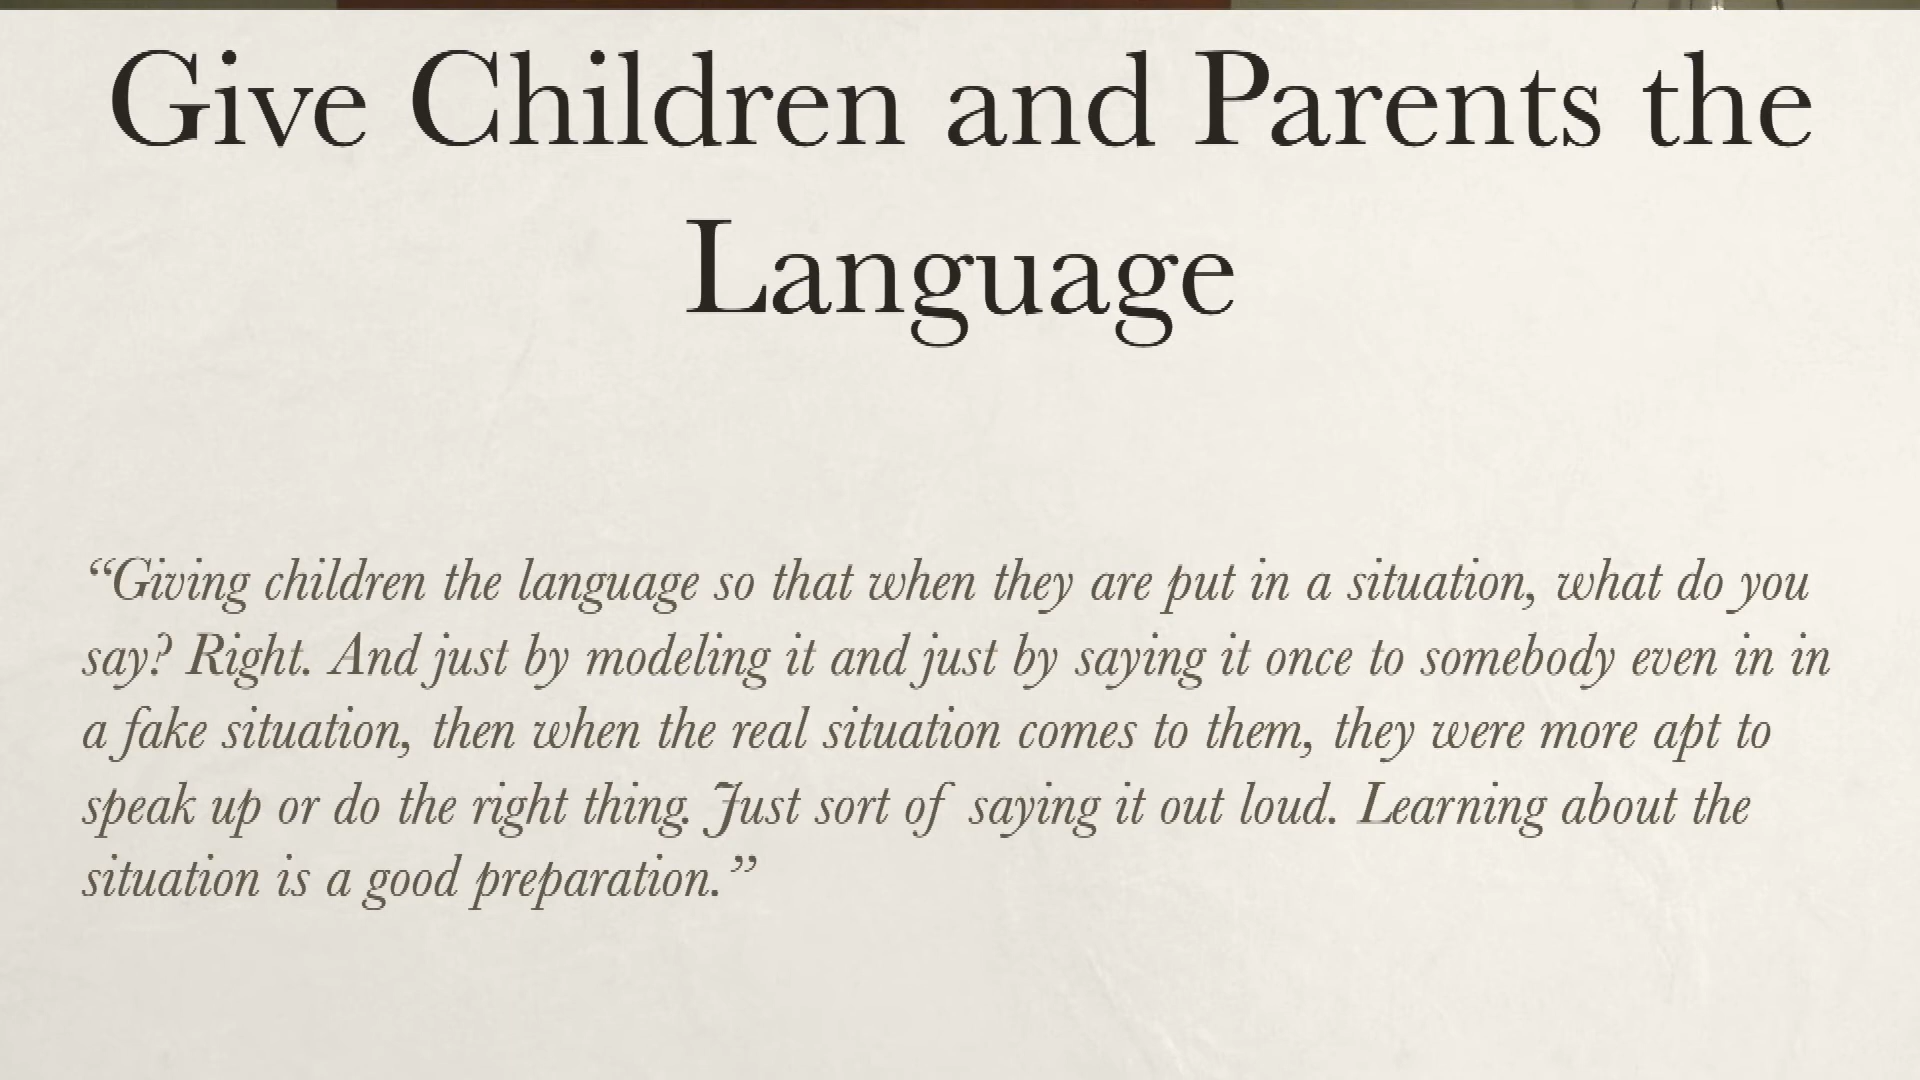 Give Children and Parents the
Language
“Giving children the language so that when they are put in a situation, what do you
say? Right. And just by modeling it and just by saying it once to somebody even in in
a fake situation, then when the real situation comes to them, they were more apt to
speak up or do the right thing. Just sort of saying it out loud. Learning about the
situation is a good preparation.”